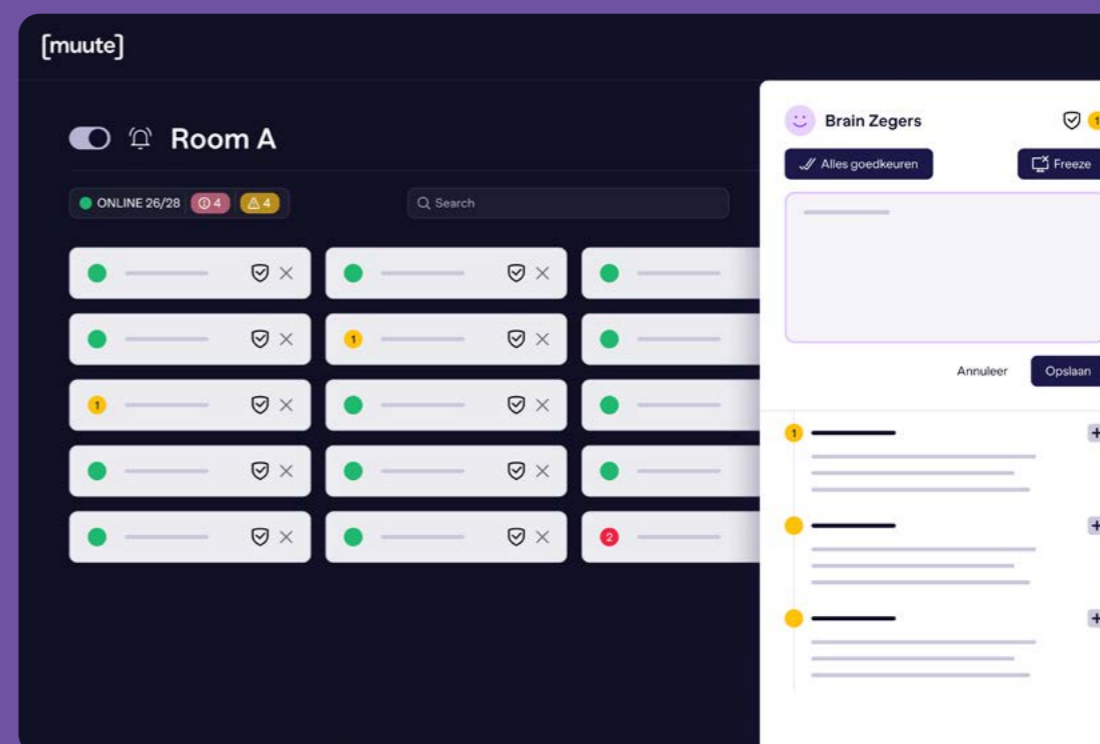 [muute]
Room A
ONLINE 26/28 4 4
Search
1
1
2
Brain Zegers
1
Alles goedkeuren
Freeze
Annuleer
Opslaan
1